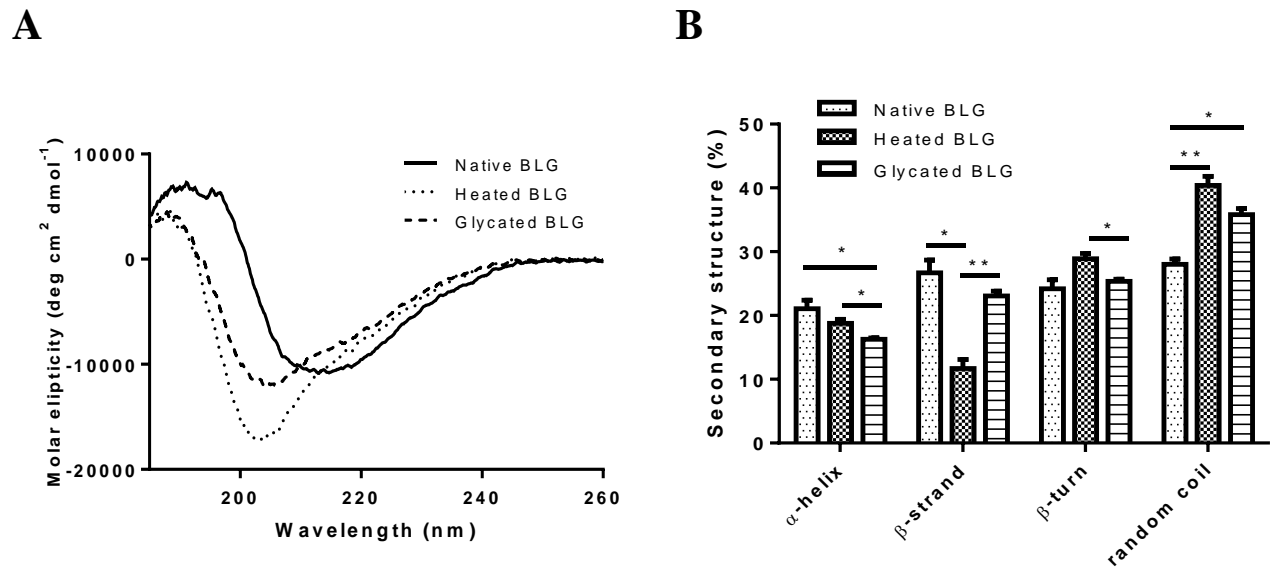 A
Molar elipticity (deg cm² dmol⁻¹)
10000
0
-10000
-20000
200
220
240
260
Wavelength (nm)
Native BLG
Heated BLG
Glycated BLG
B
Secondary structure (%)
50
40
30
20
10
0
Native BLG
Heated BLG
Glycated BLG
*
*
*
**
*
*
**
α-helix
β-strand
β-turn
random coil